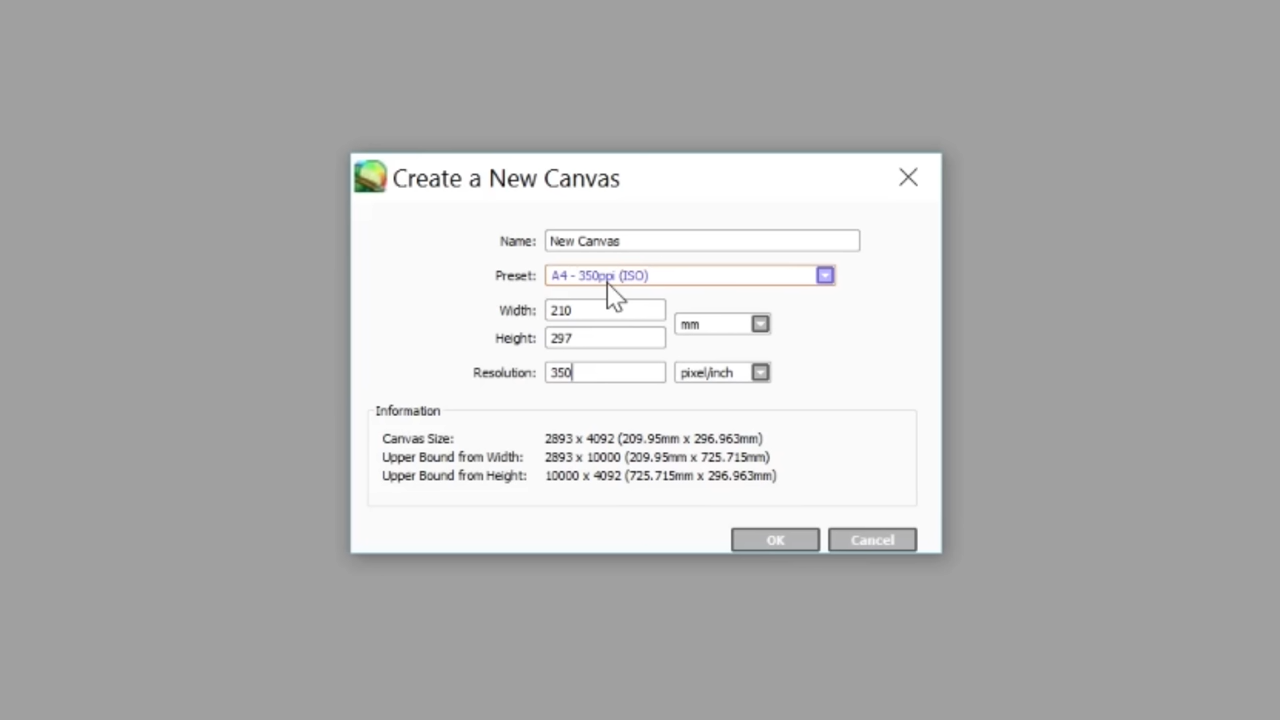 Create a New Canvas
Name: New Canvas
Preset: A4 - 350ppi (ISO)
Width: 210
mm
Height: 297
Resolution: 350 pixel/inch
Information
Canvas Size: 2893 x 4092 (209.95mm x 296.963mm)
Upper Bound from Width: 2893 x 10000 (209.95mm x 725.715mm)
Upper Bound from Height: 10000 x 4092 (725.715mm x 296.963mm)
OK Cancel